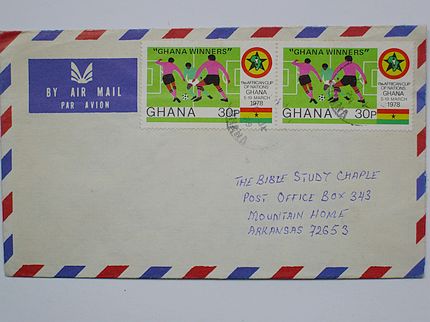 "GHANA WINNERS"
11th AFRICAN CUP
OF NATIONS
GHANA
5-19 MARCH
1978
GHANA 30P
"GHANA WINNERS"
11th AFRICAN CUP
OF NATIONS
GHANA
5-19 MARCH
1978
GHANA 30P
BY AIR MAIL
PAR AVION
THE BIBLE STUDY CHAPLE
POST OFFICE BOX 343
MOUNTAIN HOME
ARKANSAS 72653